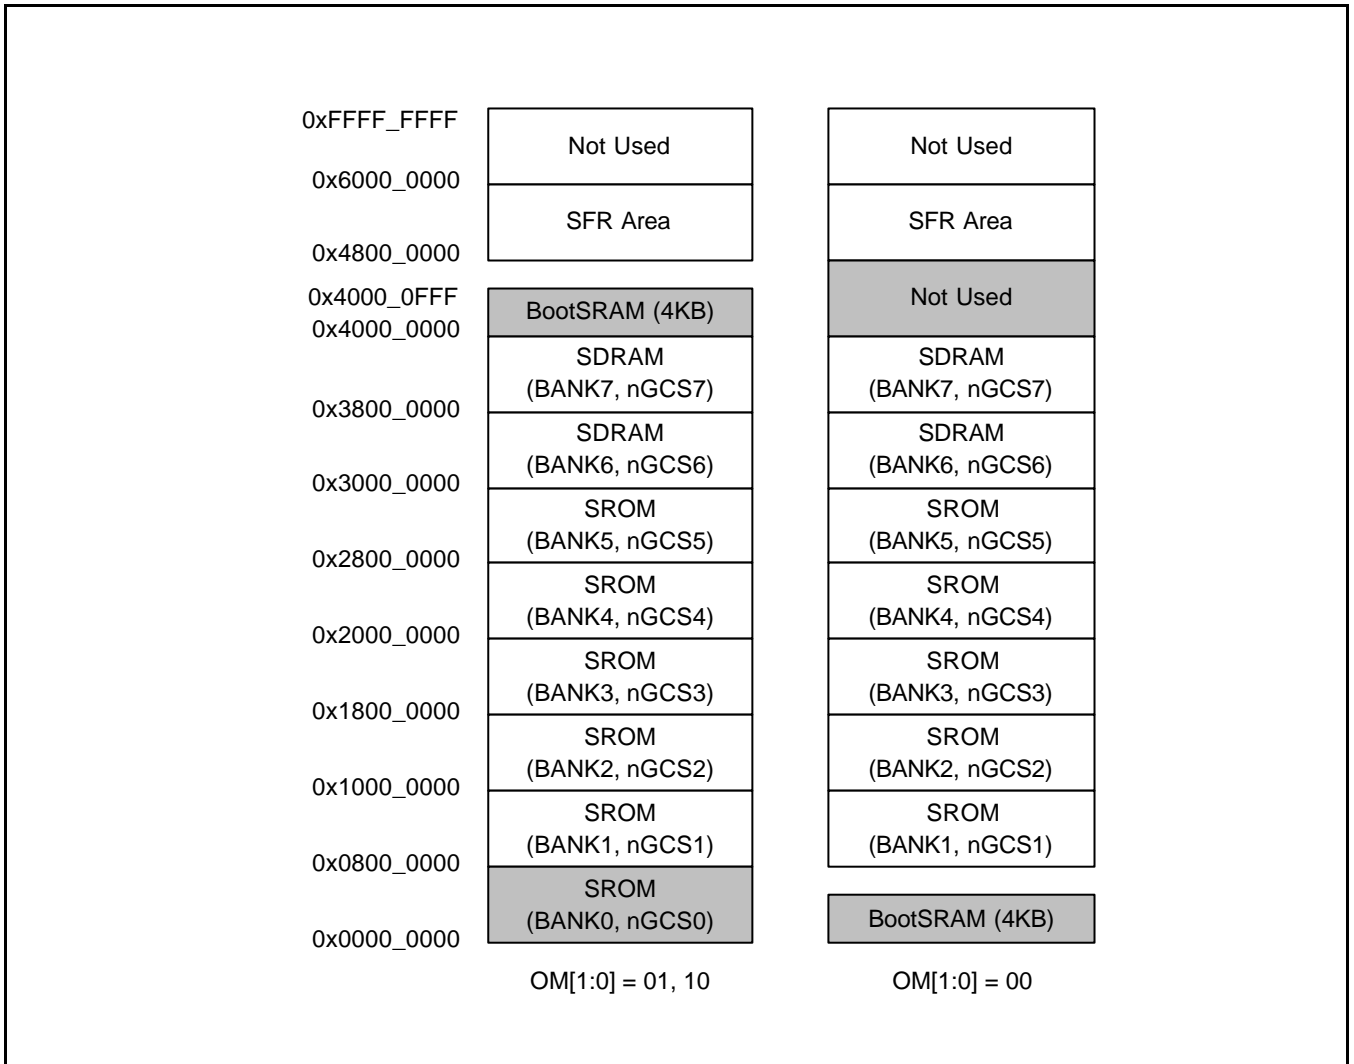 0xFFFF_FFFF
Not Used
Not Used
0x6000_0000
SFR Area
SFR Area
0x4800_0000
0x4000_0FFF
BootSRAM (4KB)
Not Used
0x4000_0000
SDRAM
(BANK7, nGCS7)
SDRAM
(BANK7, nGCS7)
0x3800_0000
SDRAM
(BANK6, nGCS6)
SDRAM
(BANK6, nGCS6)
0x3000_0000
SROM
(BANK5, nGCS5)
SROM
(BANK5, nGCS5)
0x2800_0000
SROM
(BANK4, nGCS4)
SROM
(BANK4, nGCS4)
0x2000_0000
SROM
(BANK3, nGCS3)
SROM
(BANK3, nGCS3)
0x1800_0000
SROM
(BANK2, nGCS2)
SROM
(BANK2, nGCS2)
0x1000_0000
SROM
(BANK1, nGCS1)
SROM
(BANK1, nGCS1)
0x0800_0000
SROM
(BANK0, nGCS0)
BootSRAM (4KB)
0x0000_0000
OM[1:0] = 01, 10
OM[1:0] = 00